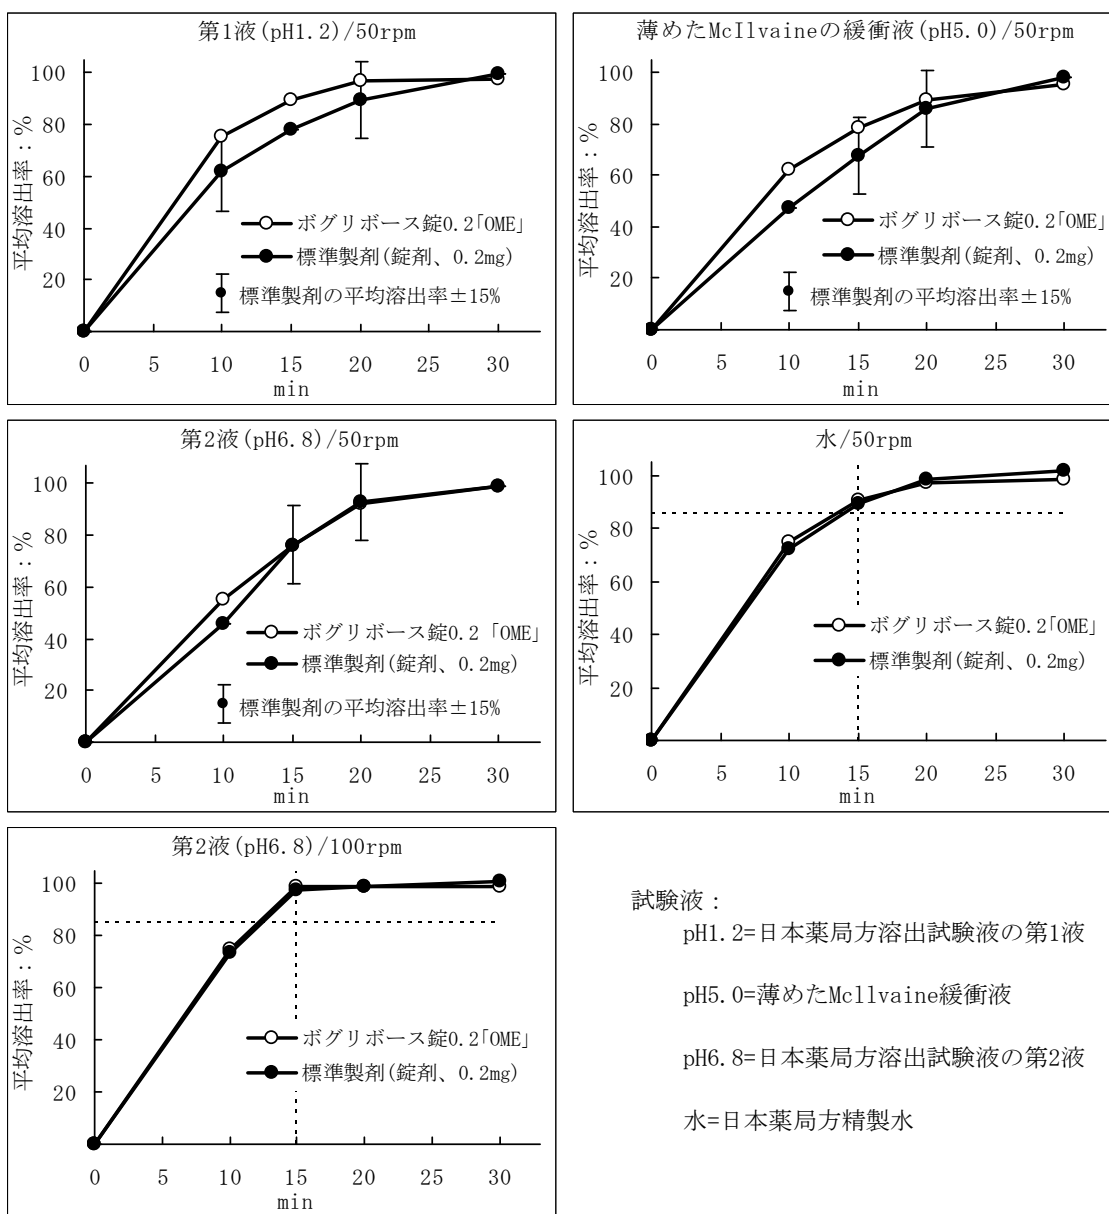 第1液(pH1.2)/50rpm
平均溶出率：%
100
80
60
40
20
ボグリボース錠0.2｢OME｣
標準製剤(錠剤、0.2mg)
標準製剤の平均溶出率±15%
0 5 10 15 20 25 30
min
薄めたMcIlvaineの緩衝液(pH5.0)/50rpm
平均溶出率：%
100
80
60
40
20
ボグリボース錠0.2｢OME｣
標準製剤(錠剤、0.2mg)
標準製剤の平均溶出率±15%
0 5 10 15 20 25 30
min
第2液(pH6.8)/50rpm
平均溶出率：%
100
80
60
40
20
ボグリボース錠0.2 ｢OME｣
標準製剤(錠剤、0.2mg)
標準製剤の平均溶出率±15%
0 5 10 15 20 25 30
min
水/50rpm
平均溶出率：%
100
80
60
40
20
ボグリボース錠0.2｢OME｣
標準製剤(錠剤、0.2mg)
0 5 10 15 20 25 30
min
第2液(pH6.8)/100rpm
平均溶出率：%
100
80
60
40
20
ボグリボース錠0.2｢OME｣
標準製剤(錠剤、0.2mg)
0 5 10 15 20 25 30
min
試験液：
pH1.2=日本薬局方溶出試験液の第1液
pH5.0=薄めたMcllvaine緩衝液
pH6.8=日本薬局方溶出試験液の第2液
水=日本薬局方精製水